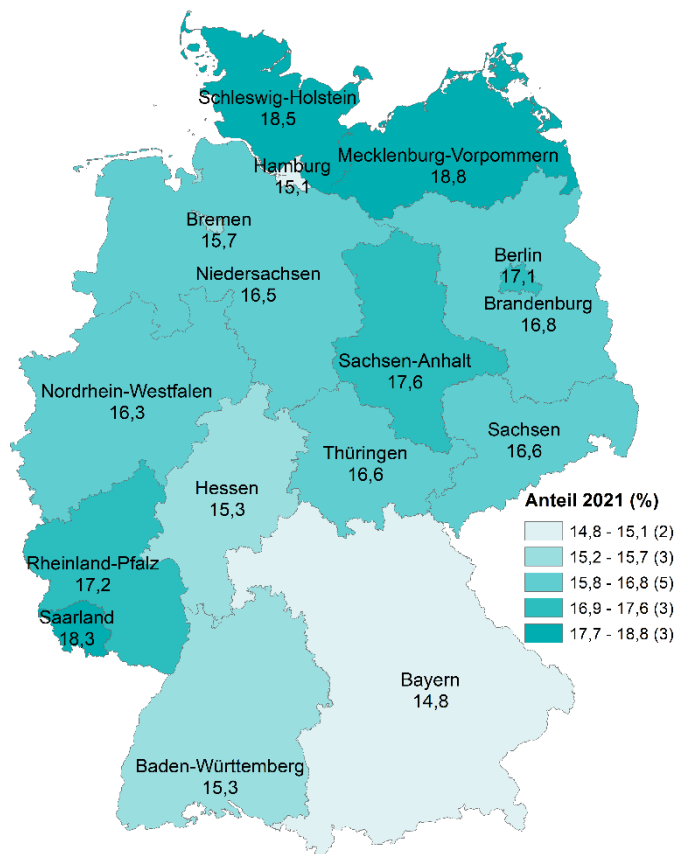 Schleswig-Holstein
18,5
Mecklenburg-Vorpommern
18,8
Hamburg
15,1
Bremen
15,7
Niedersachsen
16,5
Berlin
17,1
Brandenburg
16,8
Sachsen-Anhalt
17,6
Nordrhein-Westfalen
16,3
Sachsen
16,6
Thüringen
16,6
Hessen
15,3
Rheinland-Pfalz
17,2
Saarland
18,3
Bayern
14,8
Baden-Württemberg
15,3
Anteil 2021 (%)
14,8 - 15,1 (2)
15,2 - 15,7 (3)
15,8 - 16,8 (5)
16,9 - 17,6 (3)
17,7 - 18,8 (3)